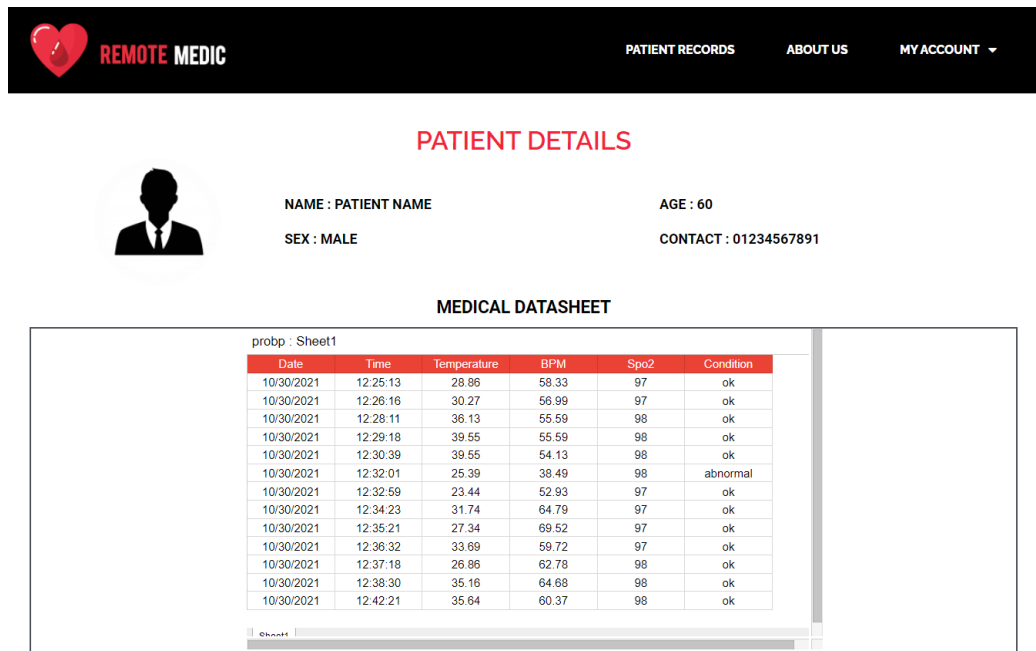 REMOTE MEDIC PATIENT RECORDS ABOUT US MY ACCOUNT
PATIENT DETAILS
NAME : PATIENT NAME AGE : 60
SEX : MALE CONTACT : 01234567891
MEDICAL DATASHEET
probp : Sheet1
Date Time Temperature BPM Spo2 Condition
10/30/2021 12:25:13 28.86 58.33 97 ok
10/30/2021 12:26:16 30.27 56.99 97 ok
10/30/2021 12:28:11 36.13 55.59 98 ok
10/30/2021 12:29:18 39.55 55.59 98 ok
10/30/2021 12:30:39 39.55 54.13 98 ok
10/30/2021 12:32:01 25.39 38.49 98 abnormal
10/30/2021 12:32:59 23.44 52.93 97 ok
10/30/2021 12:34:23 31.74 64.79 97 ok
10/30/2021 12:35:21 27.34 69.52 97 ok
10/30/2021 12:36:32 33.69 59.72 97 ok
10/30/2021 12:37:18 26.86 62.78 98 ok
10/30/2021 12:38:30 35.16 64.68 98 ok
10/30/2021 12:42:21 35.64 60.37 98 ok
Sheet1